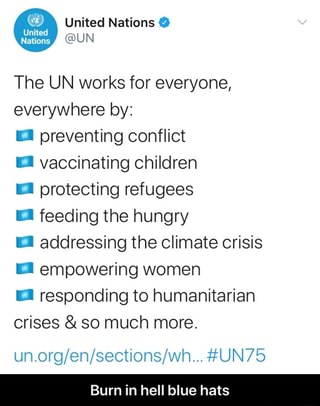 United
Nations
United Nations
@UN
The UN works for everyone,
everywhere by:
preventing conflict
vaccinating children
protecting refugees
feeding the hungry
addressing the climate crisis
empowering women
responding to humanitarian
crises & so much more.
un.org/en/sections/wh... #UN75
Burn in hell blue hats